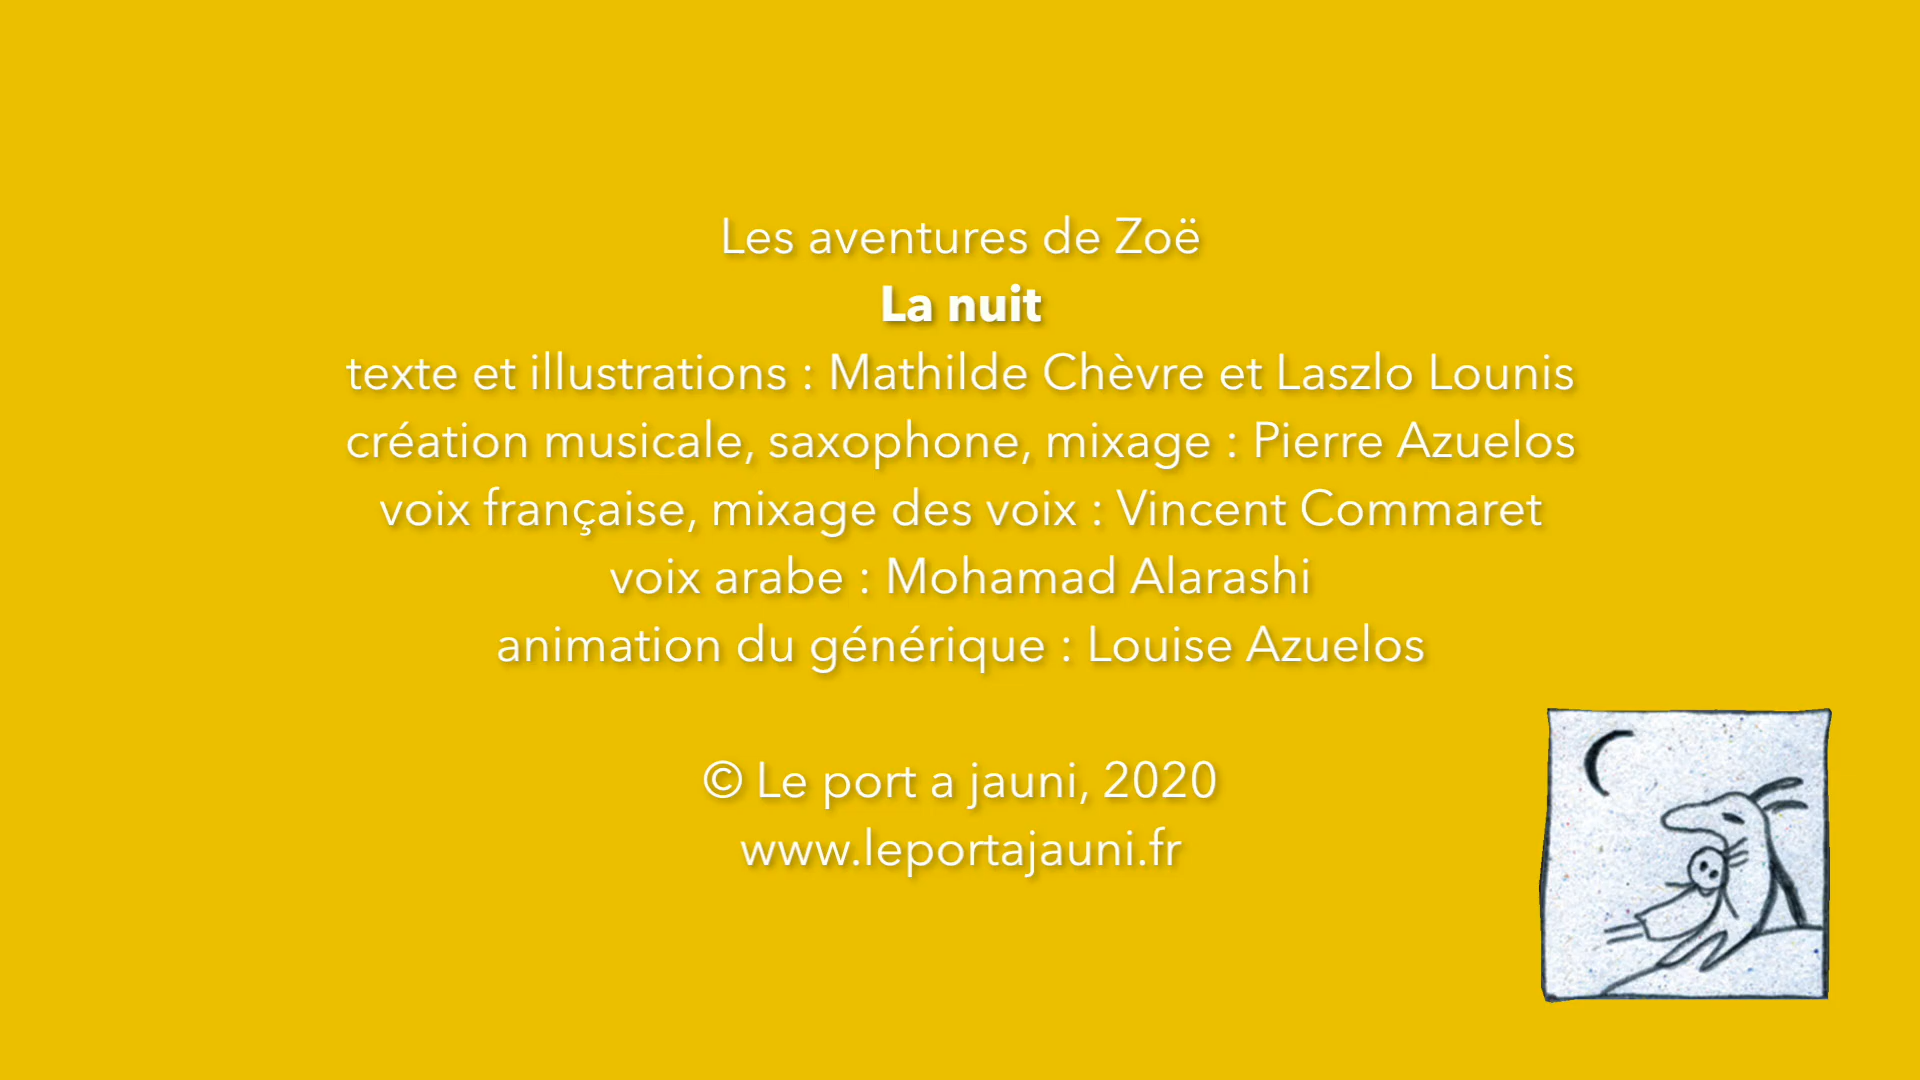 Les aventures de Zoë
La nuit
texte et illustrations : Mathilde Chèvre et Laszlo Lounis
création musicale, saxophone, mixage : Pierre Azuelos
voix française, mixage des voix : Vincent Commaret
voix arabe : Mohamad Alarashi
animation du générique : Louise Azuelos
© Le port a jauni, 2020
www.leportajauni.fr